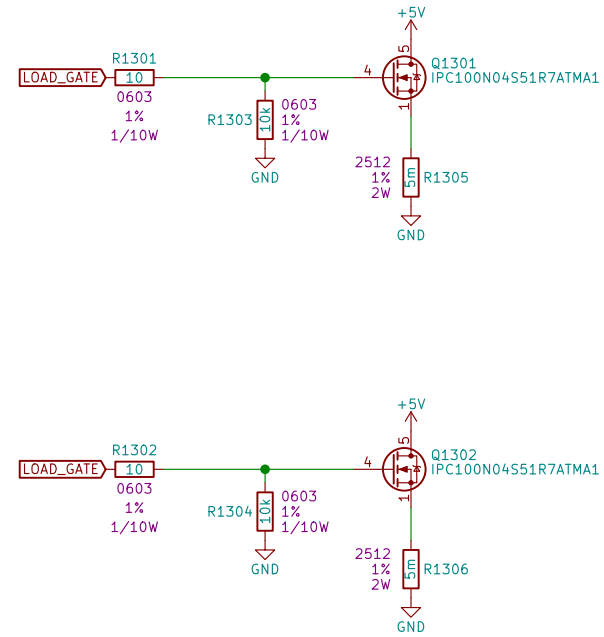 +5V
5
R1301
Q1301
LOAD_GATE
10
4
IPC100N04S51R7ATMA1
0603
1%
1/10W
R1303
10k
0603
1%
1/10W
1
GND
2512
1%
2W
5m
R1305
GND
+5V
5
R1302
Q1302
LOAD_GATE
10
4
IPC100N04S51R7ATMA1
0603
1%
1/10W
R1304
10k
0603
1%
1/10W
1
GND
2512
1%
2W
5m
R1306
GND